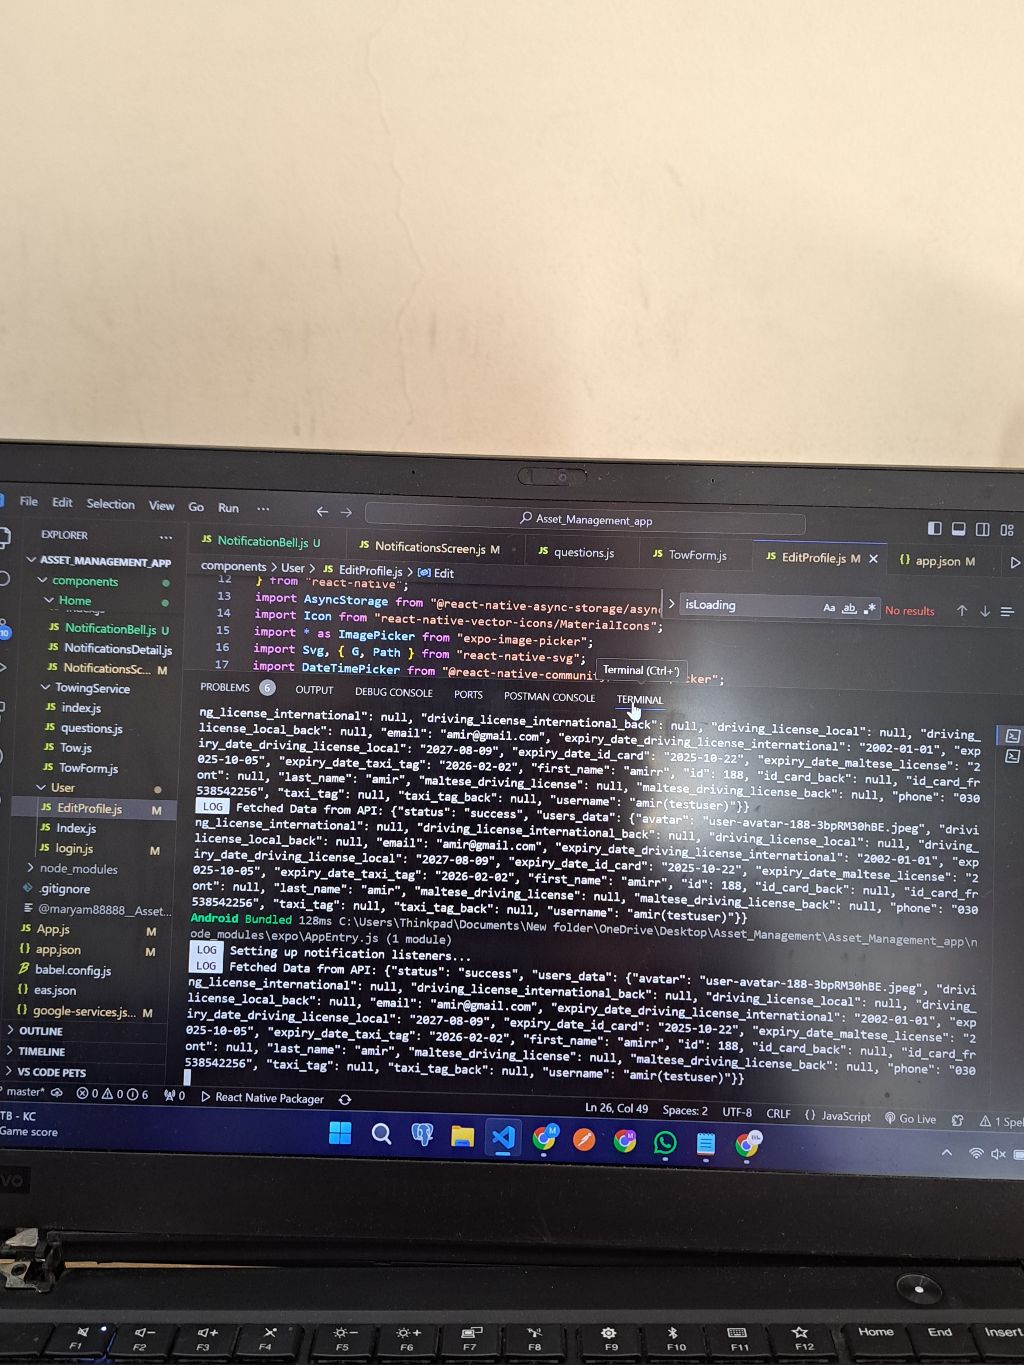 File Edit Selection View Go Run ··· Asset_Management_app
EXPLORER ···
ASSET_MANAGEMENT_APP
components
Home
NotificationBell.js U
NotificationsDetail.js
NotificationsSc... M
TowingService
index.js
questions.js
Tow.js
TowForm.js
User
EditProfile.js M
Index.js
login.js M
node_modules
.gitignore
@maryam88888__Asset...
App.js M
app.json M
babel.config.js
eas.json
google-services.js... M
OUTLINE
TIMELINE
VS CODE PETS
JS NotificationBell.js U JS NotificationsScreen.js M JS questions.js JS TowForm.js JS EditProfile.js M {} app.json M
components > User > JS EditProfile.js > Edit
12 } from "react-native";
13 import AsyncStorage from "@react-native-async-storage/async
14 import Icon from "react-native-vector-icons/MaterialIcons";
15 import * as ImagePicker from "expo-image-picker";
16 import Svg, { G, Path } from "react-native-svg";
17 import DateTimePicker from "@react-native-communi cker";
isLoading Aa ab No results
Terminal (Ctrl+')
PROBLEMS 6 OUTPUT DEBUG CONSOLE PORTS POSTMAN CONSOLE TERMINAL
ng_license_international": null, "driving_license_international_back": null, "driving_license_local": null, "driving_
license_local_back": null, "email": "amir@gmail.com", "expiry_date_driving_license_international": "2002-01-01", "exp
iry_date_driving_license_local": "2027-08-09", "expiry_date_id_card": "2025-10-22", "expiry_date_maltese_license": "2
025-10-05", "expiry_date_taxi_tag": "2026-02-02", "first_name": "amirr", "id": 188, "id_card_back": null, "id_card_fr
ont": null, "last_name": "amir", "maltese_driving_license": null, "maltese_driving_license_back": null, "phone": "030
538542256", "taxi_tag": null, "taxi_tag_back": null, "username": "amir(testuser)"}}
LOG Fetched Data from API: {"status": "success", "users_data": {"avatar": "user-avatar-188-3bpRM30hBE.jpeg", "drivi
ng_license_international": null, "driving_license_international_back": null, "driving_license_local": null, "driving_
license_local_back": null, "email": "amir@gmail.com", "expiry_date_driving_license_international": "2002-01-01", "exp
iry_date_driving_license_local": "2027-08-09", "expiry_date_id_card": "2025-10-22", "expiry_date_maltese_license": "2
025-10-05", "expiry_date_taxi_tag": "2026-02-02", "first_name": "amirr", "id": 188, "id_card_back": null, "id_card_fr
ont": null, "last_name": "amir", "maltese_driving_license": null, "maltese_driving_license_back": null, "phone": "030
538542256", "taxi_tag": null, "taxi_tag_back": null, "username": "amir(testuser)"}}
Android Bundled 128ms C:\Users\Thinkpad\Documents\New folder\OneDrive\Desktop\Asset_Management\Asset_Management_app\n
ode_modules\expo\AppEntry.js (1 module)
LOG Setting up notification listeners...
LOG Fetched Data from API: {"status": "success", "users_data": {"avatar": "user-avatar-188-3bpRM30hBE.jpeg", "drivi
ng_license_international": null, "driving_license_international_back": null, "driving_license_local": null, "driving_
license_local_back": null, "email": "amir@gmail.com", "expiry_date_driving_license_international": "2002-01-01", "exp
iry_date_driving_license_local": "2027-08-09", "expiry_date_id_card": "2025-10-22", "expiry_date_maltese_license": "2
025-10-05", "expiry_date_taxi_tag": "2026-02-02", "first_name": "amirr", "id": 188, "id_card_back": null, "id_card_fr
ont": null, "last_name": "amir", "maltese_driving_license": null, "maltese_driving_license_back": null, "phone": "030
538542256", "taxi_tag": null, "taxi_tag_back": null, "username": "amir(testuser)"}}
master* 0 0 6 0 React Native Packager Ln 26, Col 49 Spaces: 2 UTF-8 CRLF {} JavaScript Go Live 1 Spel
TB - KC
Game score
F1 F2 F3 F4 F5 F6 F7 F8 F9 F10 F11 F12 Home End Insert